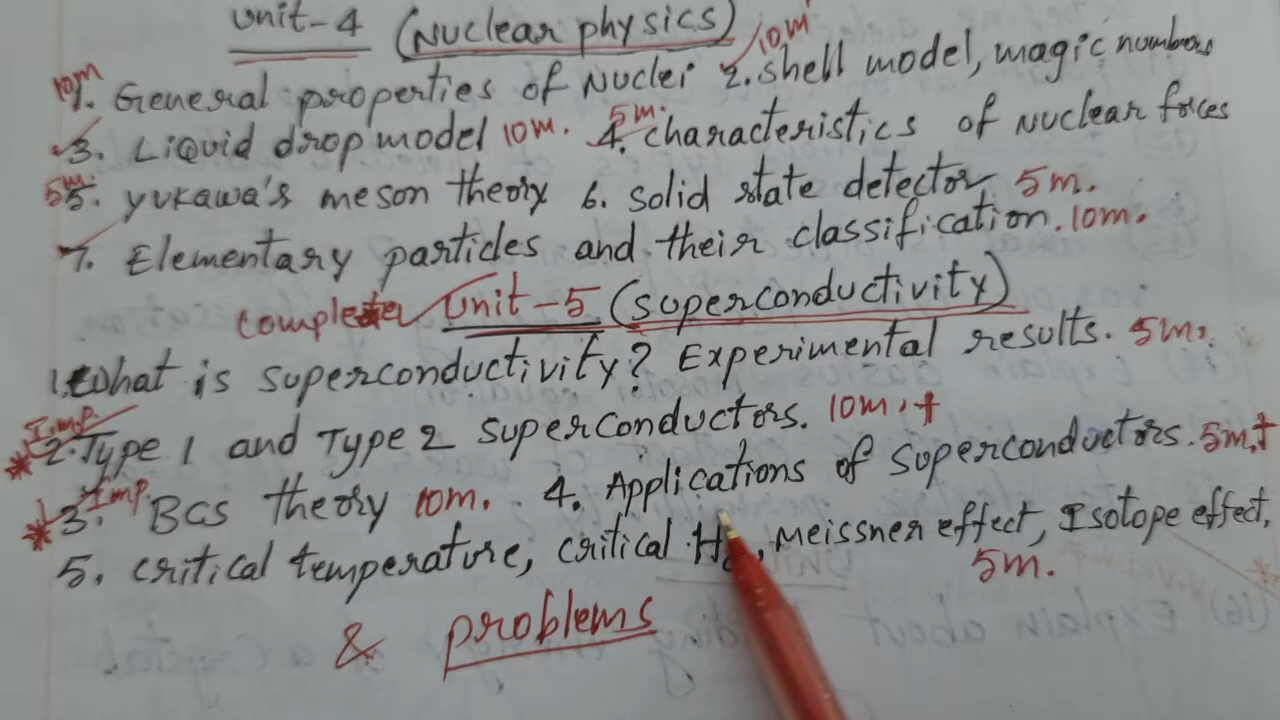 Unit-4 (Nuclear physics)
10m 1. General properties of Nuclei 2. shell model, magic numbers 10m
3. Liquid drop model 10m. 4. characteristics of Nuclear forces 5m.
5m. 5. yukawa's meson theory 6. Solid state detector 5m.
7. Elementary particles and their classification. 10m.
complete Unit-5 (superconductivity)
1. What is superconductivity? Experimental results. 5m.
Imp. 2. Type 1 and Type 2 superconductors. 10m. +
Imp. 3. BCS theory 10m. 4. Applications of superconductors. 5m. +
5. critical temperature, critical Hc, Meissner effect, Isotope effect,
5m.
& problems
(16) Explain about